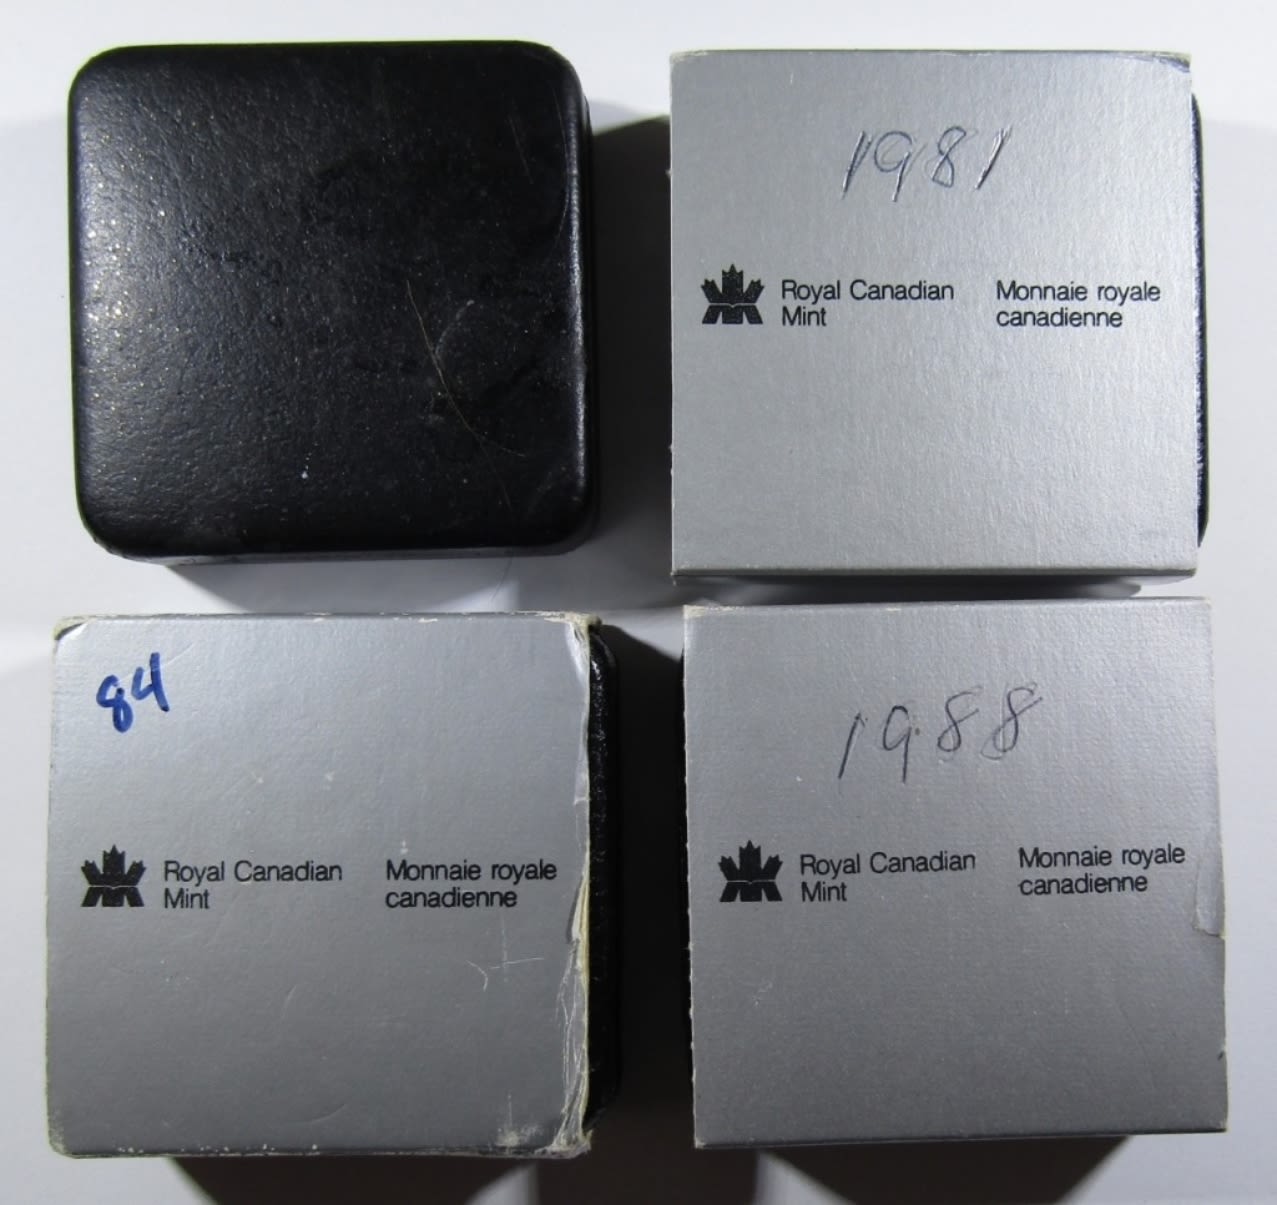 1981
Royal Canadian
Mint
Monnaie royale
canadienne
84
Royal Canadian
Mint
Monnaie royale
canadienne
1988
Royal Canadian
Mint
Monnaie royale
canadienne